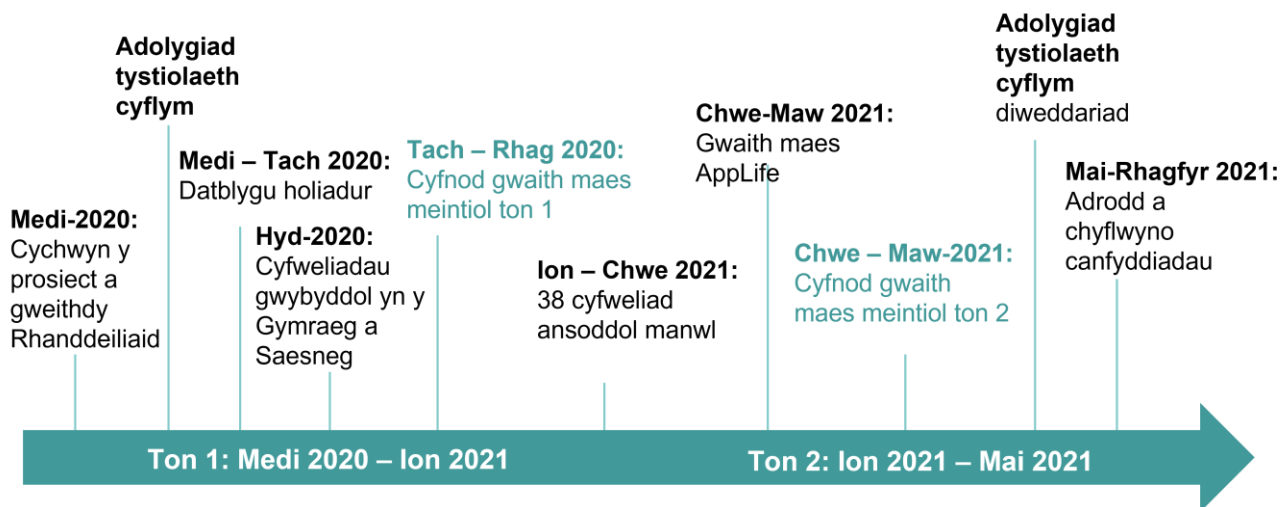 Medi-2020:
Cychwyn y
prosiect a
gweithdy
Rhanddeiliaid
Adolygiad
tystiolaeth
cyflym
Medi – Tach 2020:
Datblygu holiadur
Hyd-2020:
Cyfweliadau
gwybyddol yn y
Gymraeg a
Saesneg
Tach – Rhag 2020:
Cyfnod gwaith maes
meintiol ton 1
Ion – Chwe 2021:
38 cyfweliad
ansoddol manwl
Chwe-Maw 2021:
Gwaith maes
AppLife
Chwe – Maw-2021:
Cyfnod gwaith
maes meintiol ton 2
Adolygiad
tystiolaeth
cyflym
diweddariad
Mai-Rhagfyr 2021:
Adrodd a
chyflwyno
canfyddiadau
Ton 1: Medi 2020 – Ion 2021
Ton 2: Ion 2021 – Mai 2021